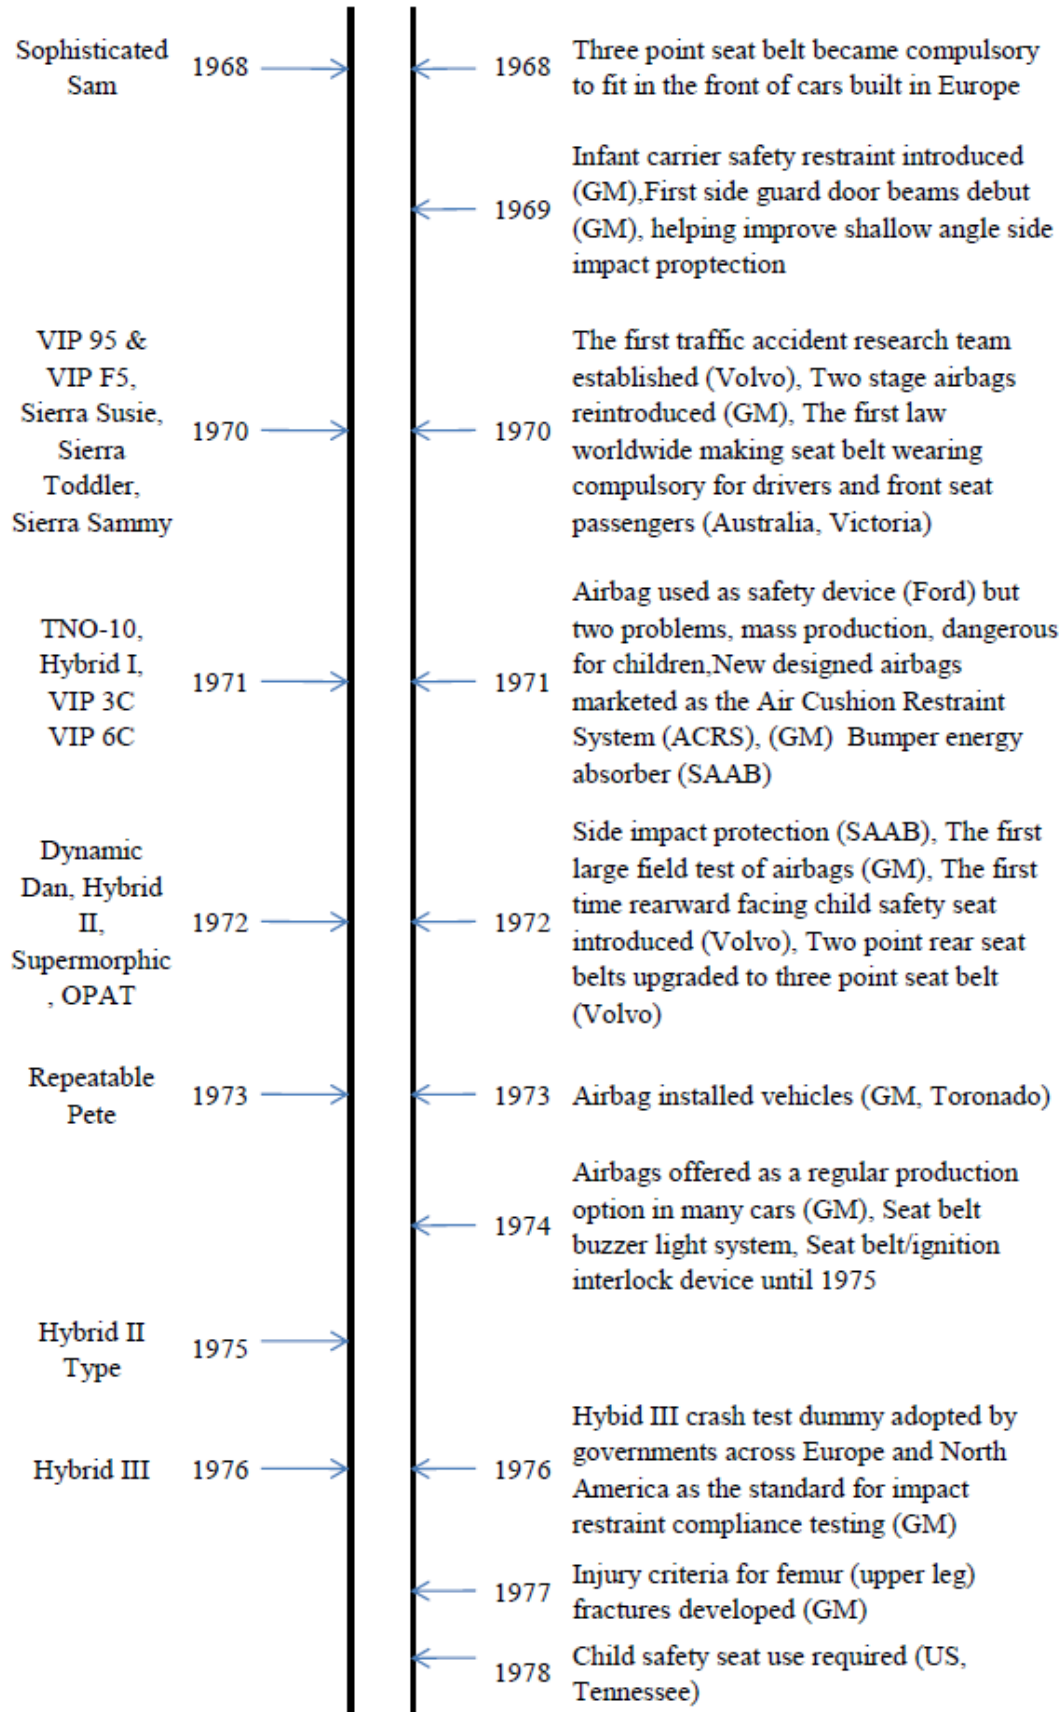 Sophisticated
Sam
1968
1968
Three point seat belt became compulsory
to fit in the front of cars built in Europe
1969
Infant carrier safety restraint introduced
(GM),First side guard door beams debut
(GM), helping improve shallow angle side
impact proptection
VIP 95 &
VIP F5,
Sierra Susie,
Sierra
Toddler,
Sierra Sammy
1970
1970
The first traffic accident research team
established (Volvo), Two stage airbags
reintroduced (GM), The first law
worldwide making seat belt wearing
compulsory for drivers and front seat
passengers (Australia, Victoria)
TNO-10,
Hybrid I,
VIP 3C
VIP 6C
1971
1971
Airbag used as safety device (Ford) but
two problems, mass production, dangerous
for children,New designed airbags
marketed as the Air Cushion Restraint
System (ACRS), (GM)  Bumper energy
absorber (SAAB)
Dynamic
Dan, Hybrid
II,
Supermorphic
, OPAT
1972
1972
Side impact protection (SAAB), The first
large field test of airbags (GM), The first
time rearward facing child safety seat
introduced (Volvo), Two point rear seat
belts upgraded to three point seat belt
(Volvo)
Repeatable
Pete
1973
1973
Airbag installed vehicles (GM, Toronado)
1974
Airbags offered as a regular production
option in many cars (GM), Seat belt
buzzer light system, Seat belt/ignition
interlock device until 1975
Hybrid II
Type
1975
Hybrid III
1976
1976
Hybid III crash test dummy adopted by
governments across Europe and North
America as the standard for impact
restraint compliance testing (GM)
1977
Injury criteria for femur (upper leg)
fractures developed (GM)
1978
Child safety seat use required (US,
Tennessee)